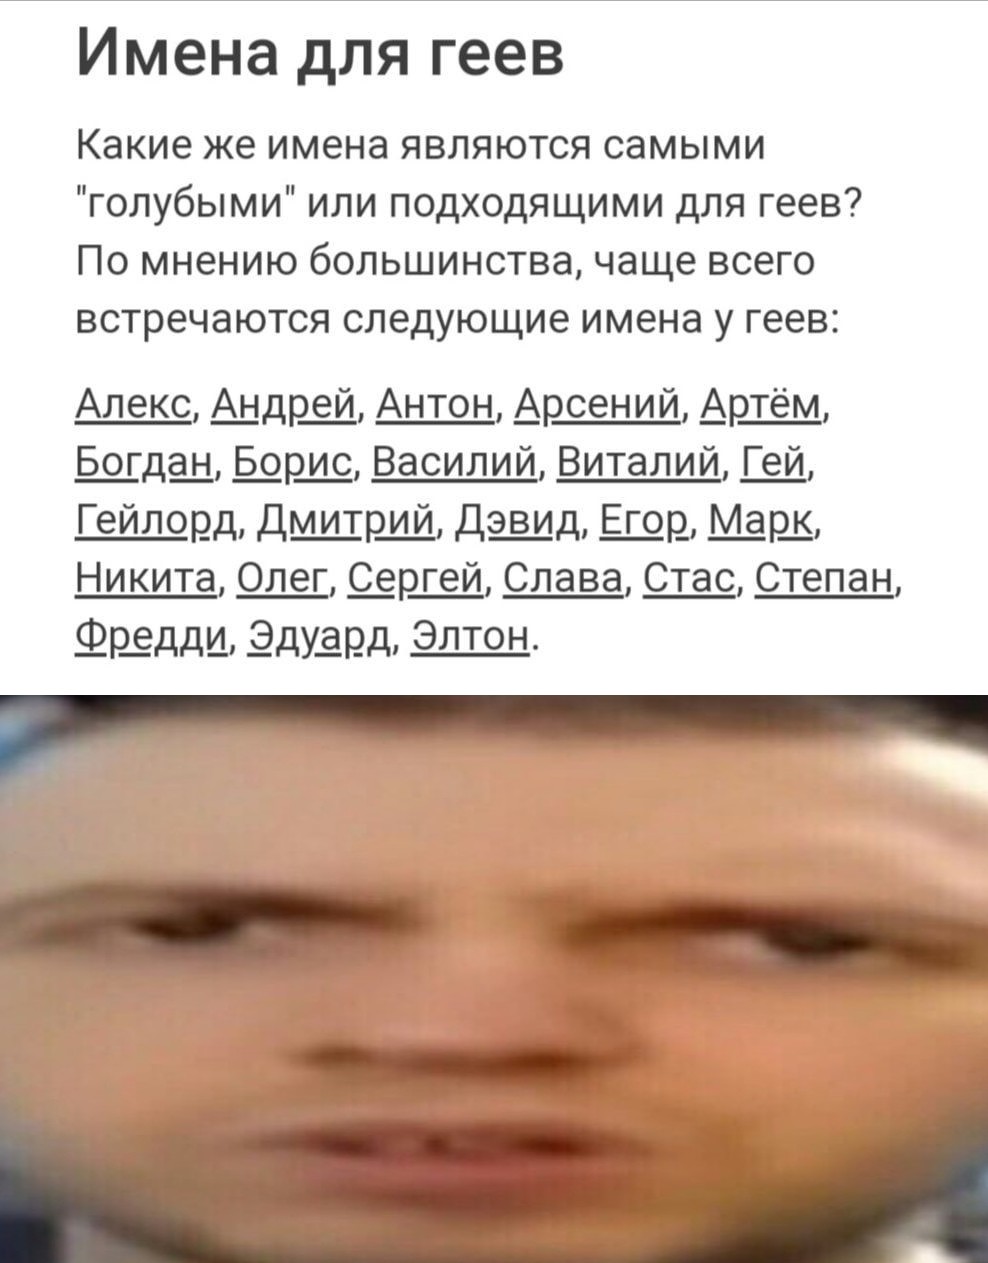 Имена для геев
Какие же имена являются самыми
"голубыми" или подходящими для геев?
По мнению большинства, чаще всего
встречаются следующие имена у геев:
Алекс, Андрей, Антон, Арсений, Артём,
Богдан, Борис, Василий, Виталий, Гей,
Гейлорд, Дмитрий, Дэвид, Егор, Марк,
Никита, Олег, Сергей, Слава, Стас, Степан,
Фредди, Эдуард, Элтон.